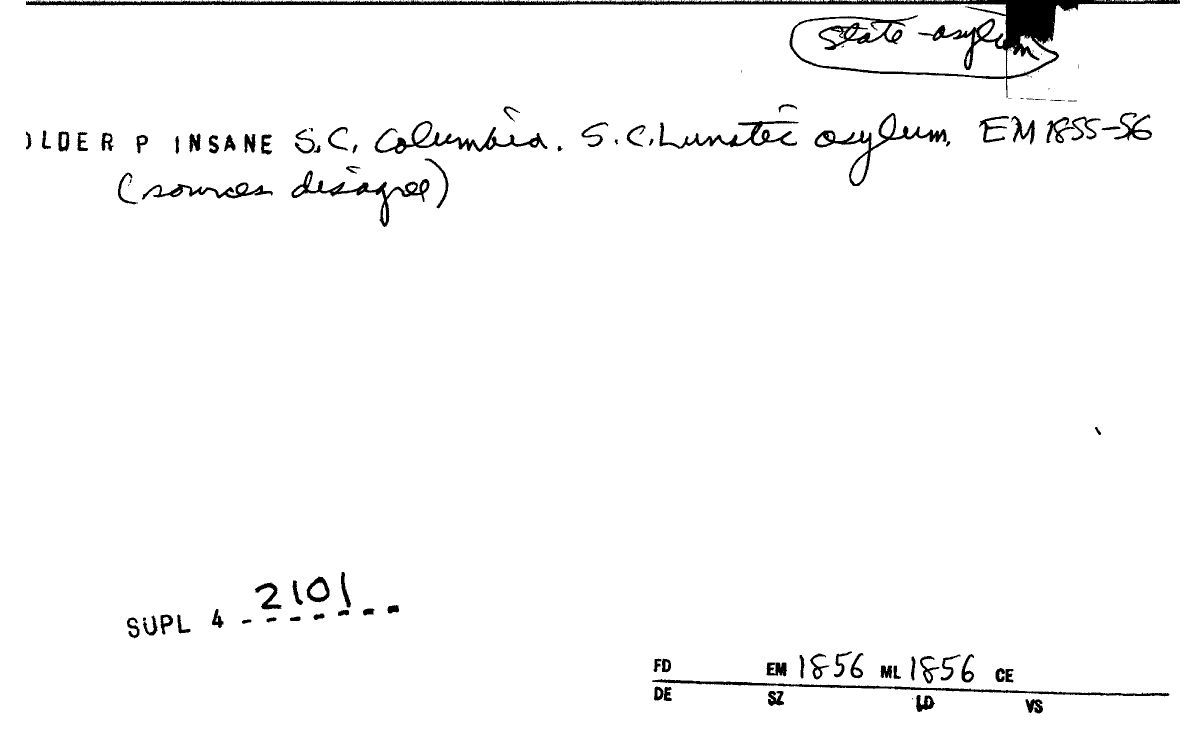 State asylum
OLDER P INSANE S.C. Columbia. S.C. Lunatic asylum. EM 1855-56
(sources disagree)
SUPL 4 2101
FD EM 1856 ML 1856 CE
DE SZ LD VS